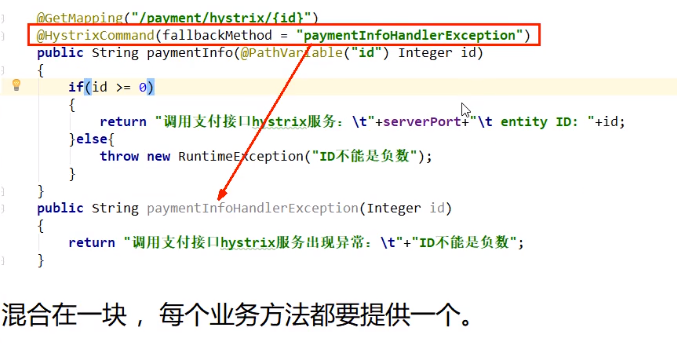 @GetMapping("/payment/hystrix/{id}")
@HystrixCommand(fallbackMethod = "paymentInfoHandlerException")
public String paymentInfo(@PathVariable("id") Integer id)
{
if(id >= 0)
{
return "调用支付接口hystrix服务：\t"+serverPort+"\t entity ID: "+id;
}else{
throw new RuntimeException("ID不能是负数");
}
}
public String paymentInfoHandlerException(Integer id)
{
return "调用支付接口hystrix服务出现异常：\t"+"ID不能是负数";
}
混合在一块 ，每个业务方法都要提供一个。